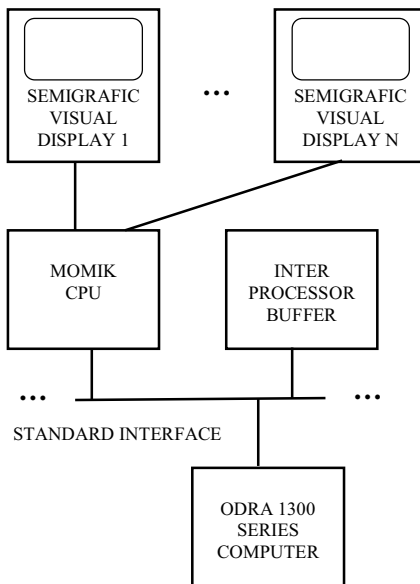 SEMIGRAFIC
VISUAL
DISPLAY 1
...
SEMIGRAFIC
VISUAL
DISPLAY N
MOMIK
CPU
INTER
PROCESSOR
BUFFER
...
...
STANDARD INTERFACE
ODRA 1300
SERIES
COMPUTER